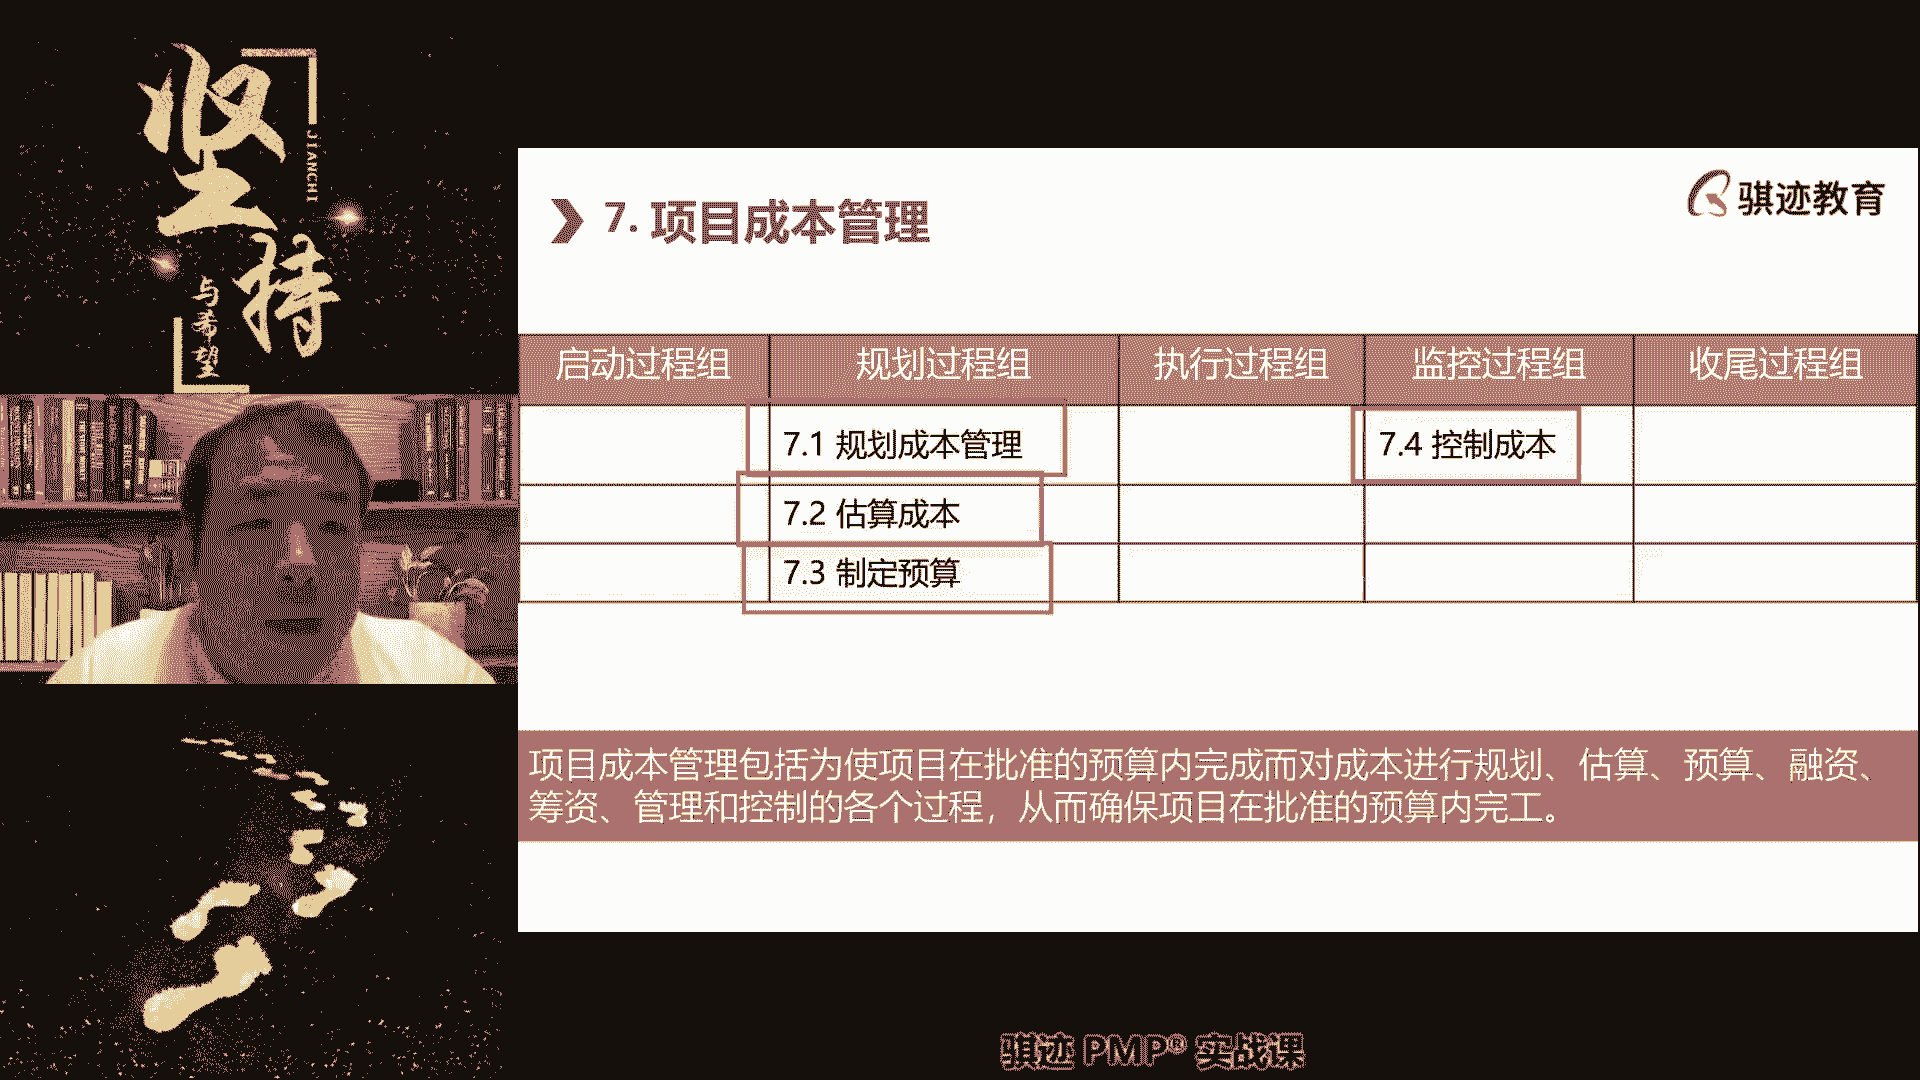 坚
JIANCHI
持
与希望
骐迹教育
7. 项目成本管理
启动过程组 规划过程组 执行过程组 监控过程组 收尾过程组
7.1 规划成本管理 7.4 控制成本
7.2 估算成本
7.3 制定预算
项目成本管理包括为使项目在批准的预算内完成而对成本进行规划、估算、预算、融资、
筹资、管理和控制的各个过程，从而确保项目在批准的预算内完工。
骐迹 PMP® 实战课